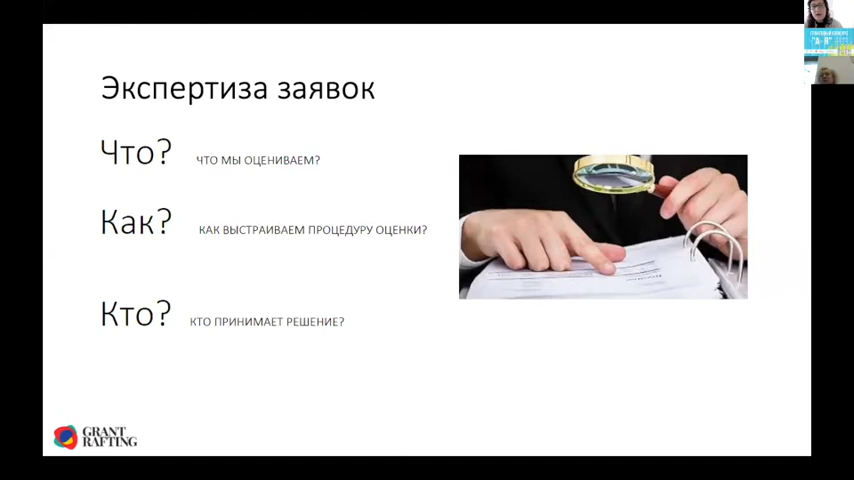 Экспертиза заявок
Что? ЧТО МЫ ОЦЕНИВАЕМ?
Как? КАК ВЫСТРАИВАЕМ ПРОЦЕДУРУ ОЦЕНКИ?
Кто? КТО ПРИНИМАЕТ РЕШЕНИЕ?
GRANT
RAFTING
"А-Я"